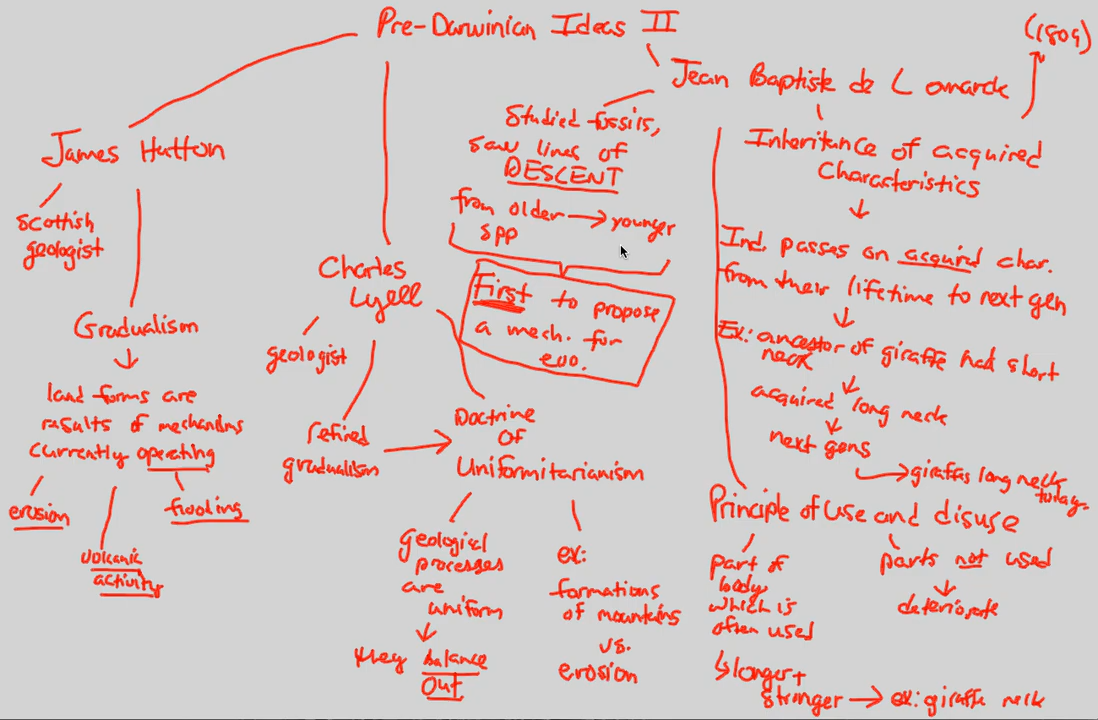 Pre-Darwinian Ideas II
(1809)
Jean Baptiste de Lamarck
James Hutton
Scottish
geologist
Gradualism
land forms are
results of mechanisms
currently operating
erosion
volcanic
activity
flooding
Charles
Lyell
geologist
refined
gradualism
Doctrine
of
Uniformitarianism
geological
processes
are
uniform
they balance
out
ex:
formations
of mountains
vs.
erosion
Studied fossils,
saw lines of
DESCENT
from older → younger
spp
First to propose
a mech. for
evo.
Inheritance of acquired
characteristics
Ind. passes on acquired char.
from their lifetime to next gen
Ex: ancestor of giraffe had short
neck
acquired long neck
next gens
→ giraffes long neck
today.
Principle of Use and disuse
part of
body
which is
often used
↳ longer +
stronger → ex: giraffe neck
parts not used
deteriorate